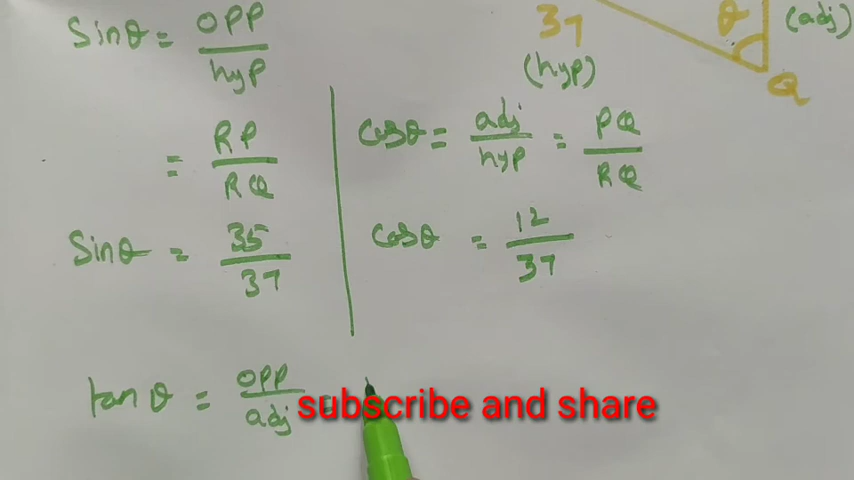 Sinθ = opp/hyp
37
(hyp)
θ
(adj)
Q
= RP/RQ
Cosθ = adj/hyp = PQ/RQ
Sinθ = 35/37
Cosθ = 12/37
tanθ = opp/adj =
subscribe and share